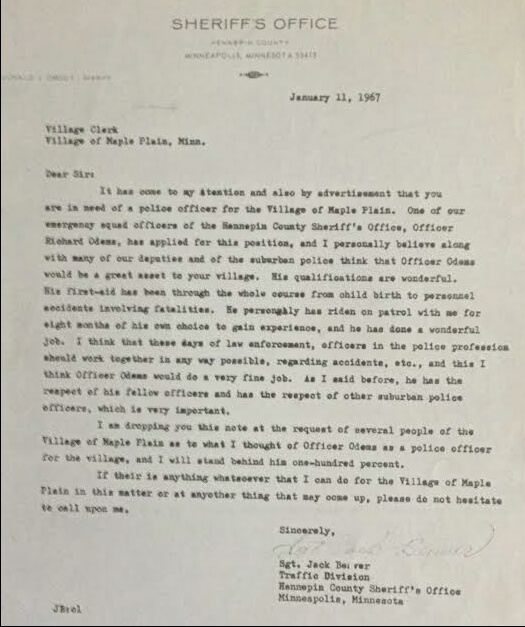 SHERIFF'S OFFICE
HENNEPIN COUNTY
MINNEAPOLIS, MINNESOTA 55415
January 11, 1967
Village Clerk
Village of Maple Plain, Minn.
Dear Sir:
It has come to my atention and also by advertisement that you
are in need of a police officer for the Village of Maple Plain. One of our
emergency squad officers of the Hennepin County Sheriff's Office, Officer
Richard Odems, has applied for this position, and I personally believe along
with many of our deputies and of the suburban police think that Officer Odems
would be a great asset to your village. His qualifications are wonderful.
His first-aid has been through the whole course from child birth to personnel
accidents involving fatalities. He personally has riden on patrol with me for
eight months of his own choice to gain experience, and he has done a wonderful
job. I think that these days of law enforcement, officers in the police profession
should work together in any way possible, regarding accidents, etc., and this I
think Officer Odems would do a very fine job. As I said before, he has the
respect of his fellow officers and has the respect of other suburban police
officers, which is very important.
I am dropping you this note at the request of several people of the
Village of Maple Plain as to what I thought of Officer Odems as a police officer
for the village, and I will stand behind him one-hundred percent.
If their is anything whatsoever that I can do for the Village of Maple
Plain in this matter or at anyother thing that may come up, please do not hesitate
to call upon me.
Sincerely,
Sgt. Jack
Sgt. Jack
Traffic Division
Hennepin County Sheriff's Office
Minneapolis, Minnesota